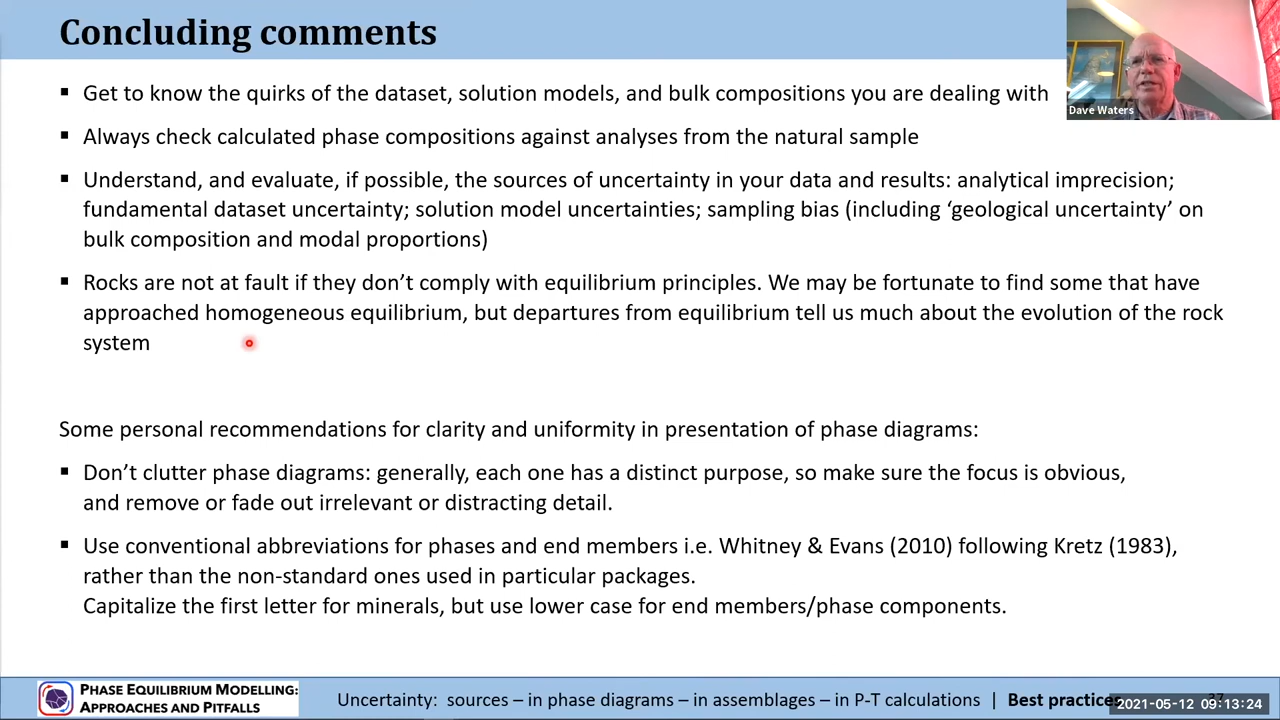 Concluding comments
Dave Waters
▪ Get to know the quirks of the dataset, solution models, and bulk compositions you are dealing with
▪ Always check calculated phase compositions against analyses from the natural sample
▪ Understand, and evaluate, if possible, the sources of uncertainty in your data and results: analytical imprecision;
fundamental dataset uncertainty; solution model uncertainties; sampling bias (including ‘geological uncertainty’ on
bulk composition and modal proportions)
▪ Rocks are not at fault if they don’t comply with equilibrium principles. We may be fortunate to find some that have
approached homogeneous equilibrium, but departures from equilibrium tell us much about the evolution of the rock
system
Some personal recommendations for clarity and uniformity in presentation of phase diagrams:
▪ Don’t clutter phase diagrams: generally, each one has a distinct purpose, so make sure the focus is obvious,
and remove or fade out irrelevant or distracting detail.
▪ Use conventional abbreviations for phases and end members i.e. Whitney & Evans (2010) following Kretz (1983),
rather than the non-standard ones used in particular packages.
Capitalize the first letter for minerals, but use lower case for end members/phase components.
PHASE EQUILIBRIUM MODELLING:
APPROACHES AND PITFALLS
Uncertainty: sources – in phase diagrams – in assemblages – in P-T calculations | Best practices
2021-05-12 09:13:24